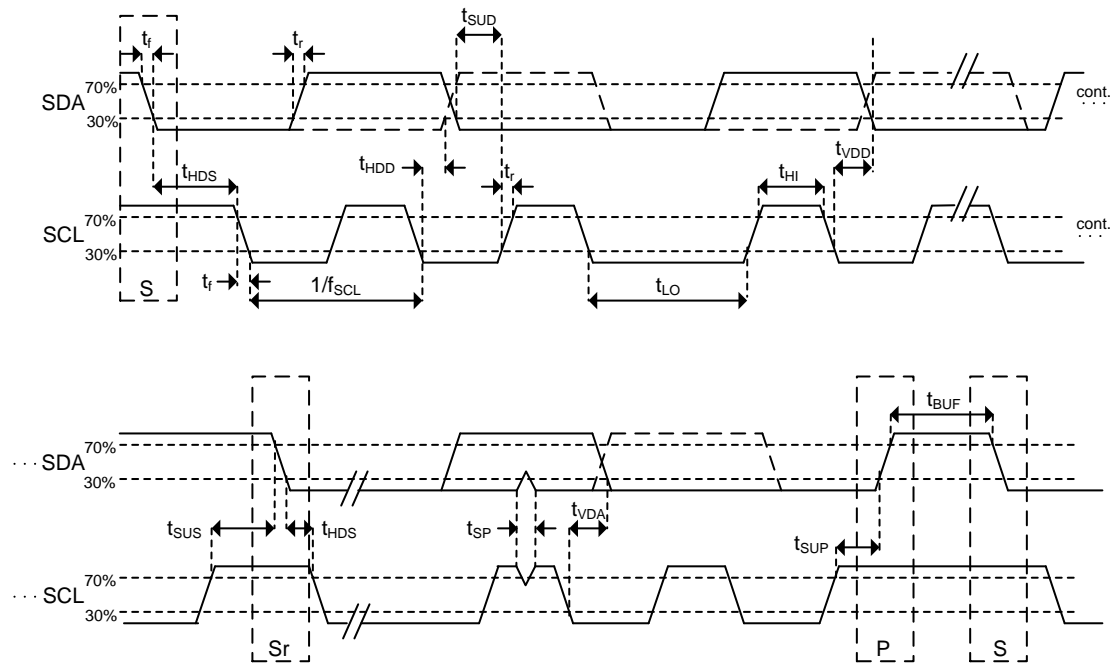 tSUD
tf
tr
70%
SDA
30%
cont.
. . .
tHDS
tHDD
tr
tHI
tVDD
70%
SCL
30%
cont.
. . .
tf
S
1/fSCL
tLO
tBUF
70%
. . . SDA
30%
tSUS
tHDS
tSP
tVDA
tSUP
70%
. . . SCL
30%
Sr
P
S